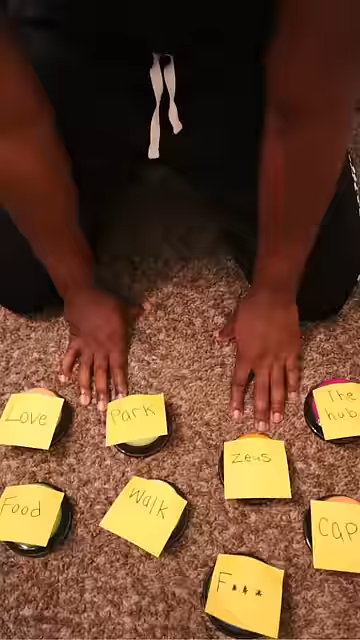 Love
Park
Zeus
The
hub
Food
Walk
Cap
F***